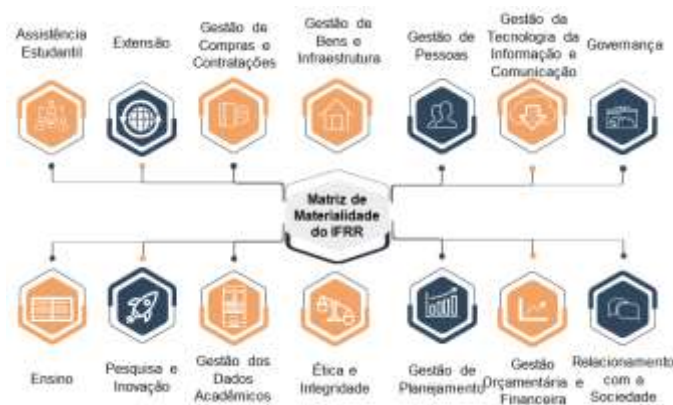 Assistência
Estudantil
Extensão
Gestão de
Compras e
Contratações
Gestão de
Bens e
Infraestrutura
Gestão de
Pessoas
Gestão da
Tecnologia da
Informação e
Comunicação
Governança
Matriz de
Materialidade
do IFRR
Ensino
Pesquisa e
Inovação
Gestão dos
Dados
Acadêmicos
Ética e
Integridade
Gestão de
Planejamento
Gestão
Orçamentária e
Financeira
Relacionamento
com a
Sociedade